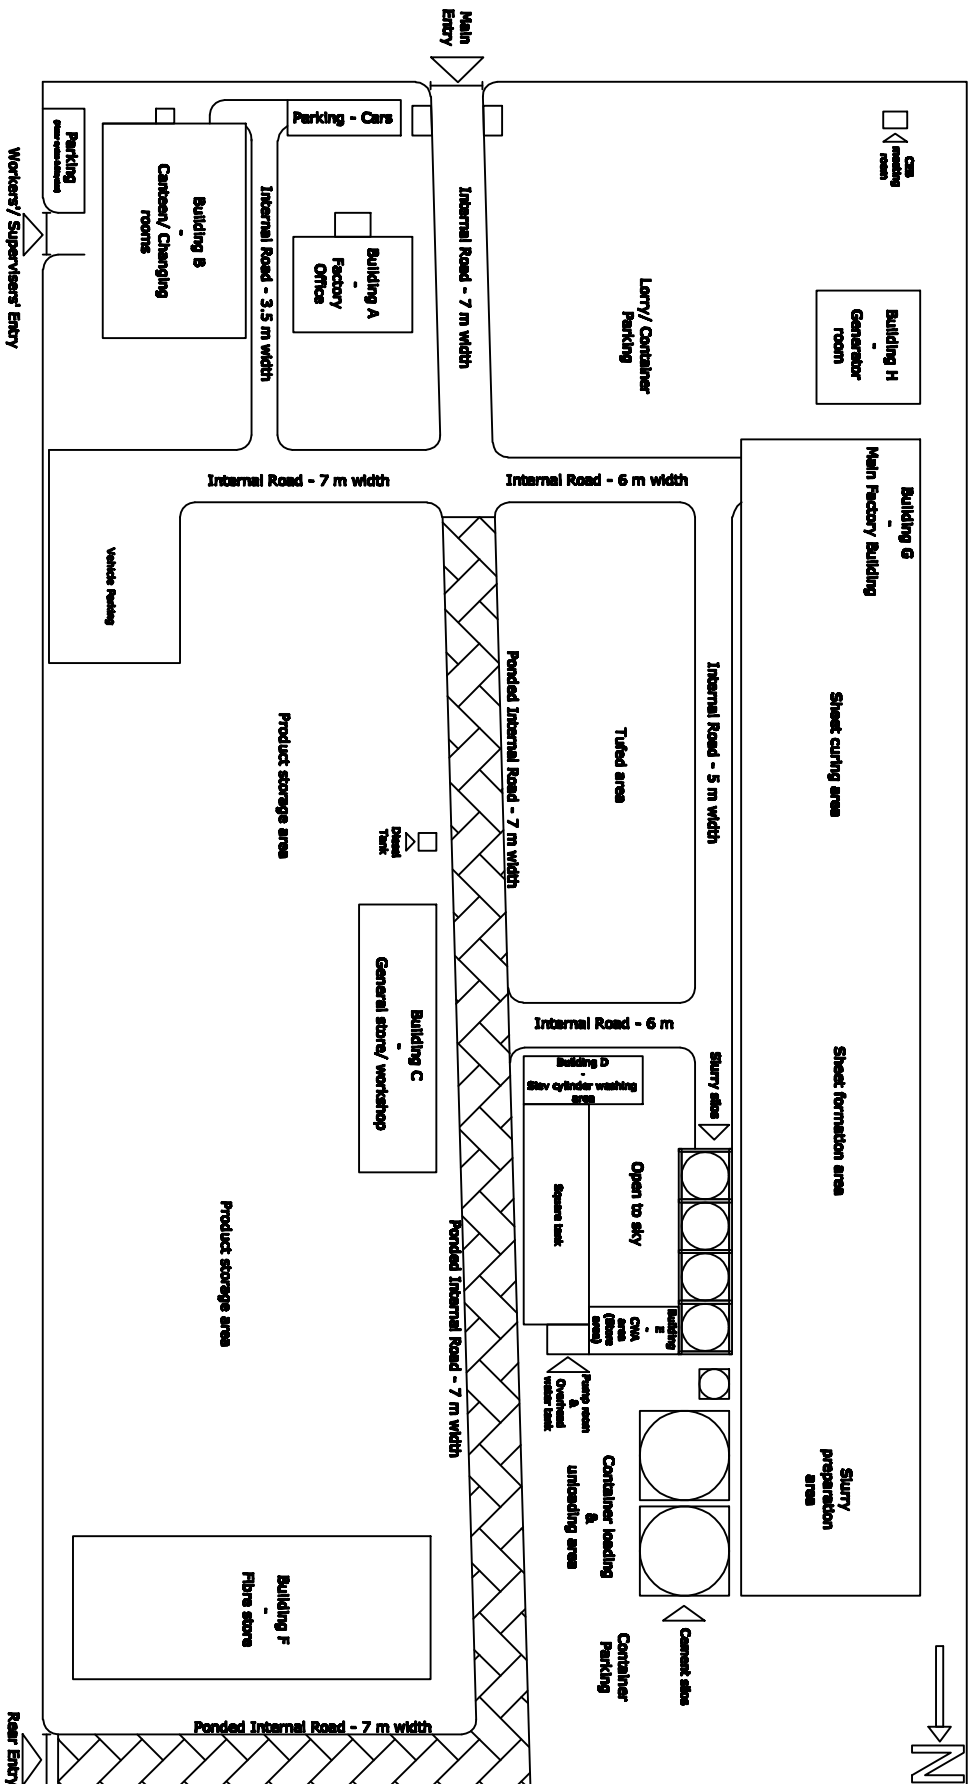 Main
Entry
CEB
meeting
room
Parking - Cars
Parking
Workers'/ Supervisers' Entry
Building B
-
Canteen/ Changing
rooms
Internal Road - 3.5 m width
Building A
-
Factory
Office
Internal Road - 7 m width
Lorry/ Container
Parking
Building H
-
Generator
room
Internal Road - 7 m width
Internal Road - 6 m width
Building G
-
Main Factory Building
Vehicle Parking
Ponded Internal Road - 7 m width
Tufed area
Internal Road - 5 m width
Sheet curing area
Product storage area
Diesel
Tank
Building C
-
General store/ workshop
Internal Road - 6 m
Building D
-
cylinder washing
area
Slurry silos
Sheet formation area
Open to sky
Square tank
Building
-
E
CWA
area
(Store
area)
Product storage area
Ponded Internal Road - 7 m width
Pump room
&
Overhead
water tank
Container loading
&
unloading area
Slurry
preparation
area
Building F
-
Fibre store
Container
Parking
Cement silos
Ponded Internal Road - 7 m width
Rear Entry
N